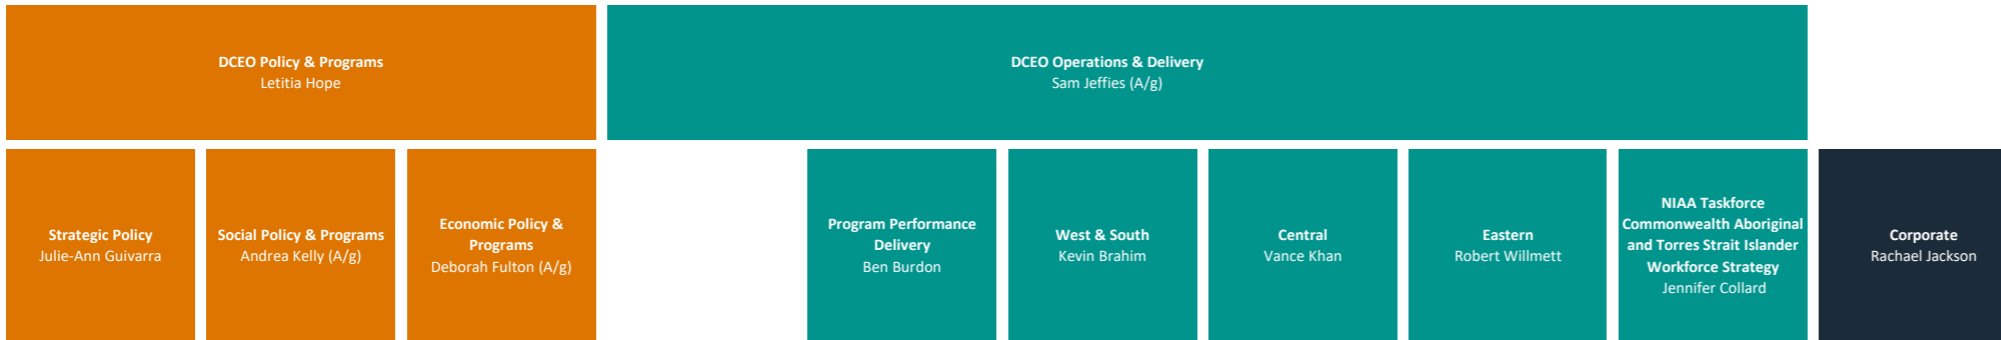 DCEO Policy & Programs
Letitia Hope
DCEO Operations & Delivery
Sam Jeffies (A/g)
Strategic Policy
Julie-Ann Guivarra
Social Policy & Programs
Andrea Kelly (A/g)
Economic Policy &
Programs
Deborah Fulton (A/g)
Program Performance
Delivery
Ben Burdon
West & South
Kevin Brahim
Central
Vance Khan
Eastern
Robert Willmett
NIAA Taskforce
Commonwealth Aboriginal
and Torres Strait Islander
Workforce Strategy
Jennifer Collard
Corporate
Rachael Jackson